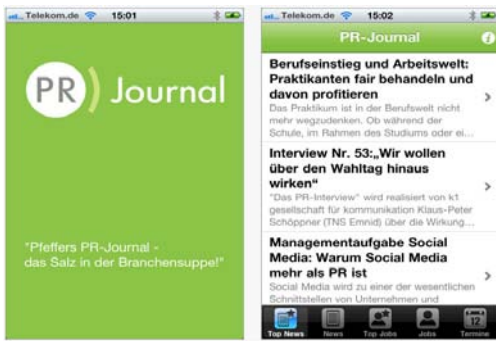 Telekom.de 15:01
PR) Journal
"Pfeffers PR-Journal -
das Salz in der Branchensuppe!"
Telekom.de 15:02
PR-Journal
Berufseinstieg und Arbeitswelt:
Praktikanten fair behandeln und
davon profitieren
Das Praktikum ist in der Berufswelt nicht
mehr wegzudenken. Ob während der
Schule, im Rahmen des Studiums oder ei...
Interview Nr. 53:„Wir wollen
über den Wahltag hinaus
wirken“
"Das PR-Interview" wird realisiert von k1
gesellschaft für kommunikation Klaus-Peter
Schöppner (TNS Emnid) über die Wirkung...
Managementaufgabe Social
Media: Warum Social Media
mehr als PR ist
Social Media wird zu einer der wesentlichen
Schnittstellen von Unternehmen und
12
Top News News Top Jobs Jobs Termine